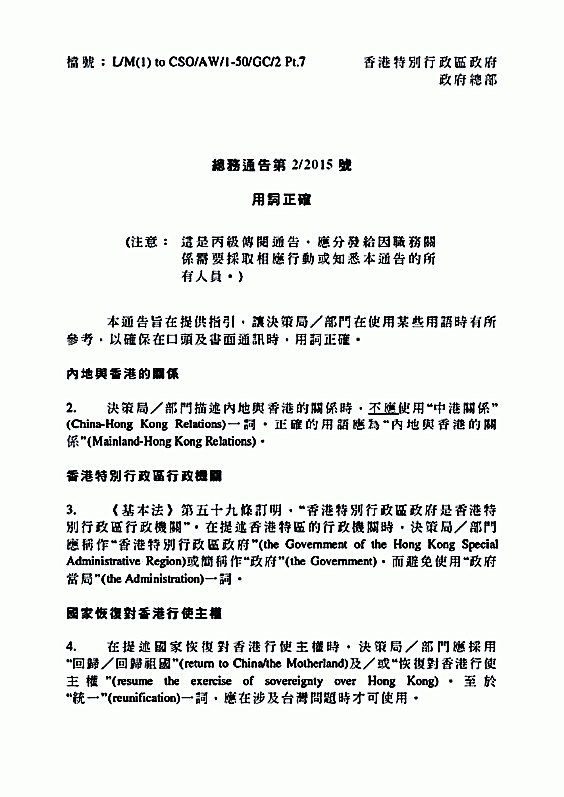 檔號：L/M(1) to CSO/AW/1-50/GC/2 Pt.7
香港特別行政區政府
政府總部
總務通告第 2/2015 號
用詞正確
(注意： 這是丙級傳閱通告，應分發給因職務關
係需要採取相應行動或知悉本通告的所
有人員。)
本通告旨在提供指引，讓決策局／部門在使用某些用語時有所
參考，以確保在口頭及書面通訊時，用詞正確。
內地與香港的關係
2. 決策局／部門描述內地與香港的關係時，不應使用“中港關係”
(China-Hong Kong Relations)一詞。正確的用語應為“內地與香港的關
係”(Mainland-Hong Kong Relations)。
香港特別行政區行政機關
3. 《基本法》第五十九條訂明，“香港特別行政區政府是香港特
別行政區行政機關”。在提述香港特區的行政機關時，決策局／部門
應稱作“香港特別行政區政府”(the Government of the Hong Kong Special
Administrative Region)或簡稱作“政府”(the Government)，而避免使用“政府
當局”(the Administration)一詞。
國家恢復對香港行使主權
4. 在提述國家恢復對香港行使主權時，決策局／部門應採用
“回歸／回歸祖國”(return to China/the Motherland)及／或“恢復對香港行使
主權”(resume the exercise of sovereignty over Hong Kong)。至於
“統一”(reunification)一詞，應在涉及台灣問題時才可使用。